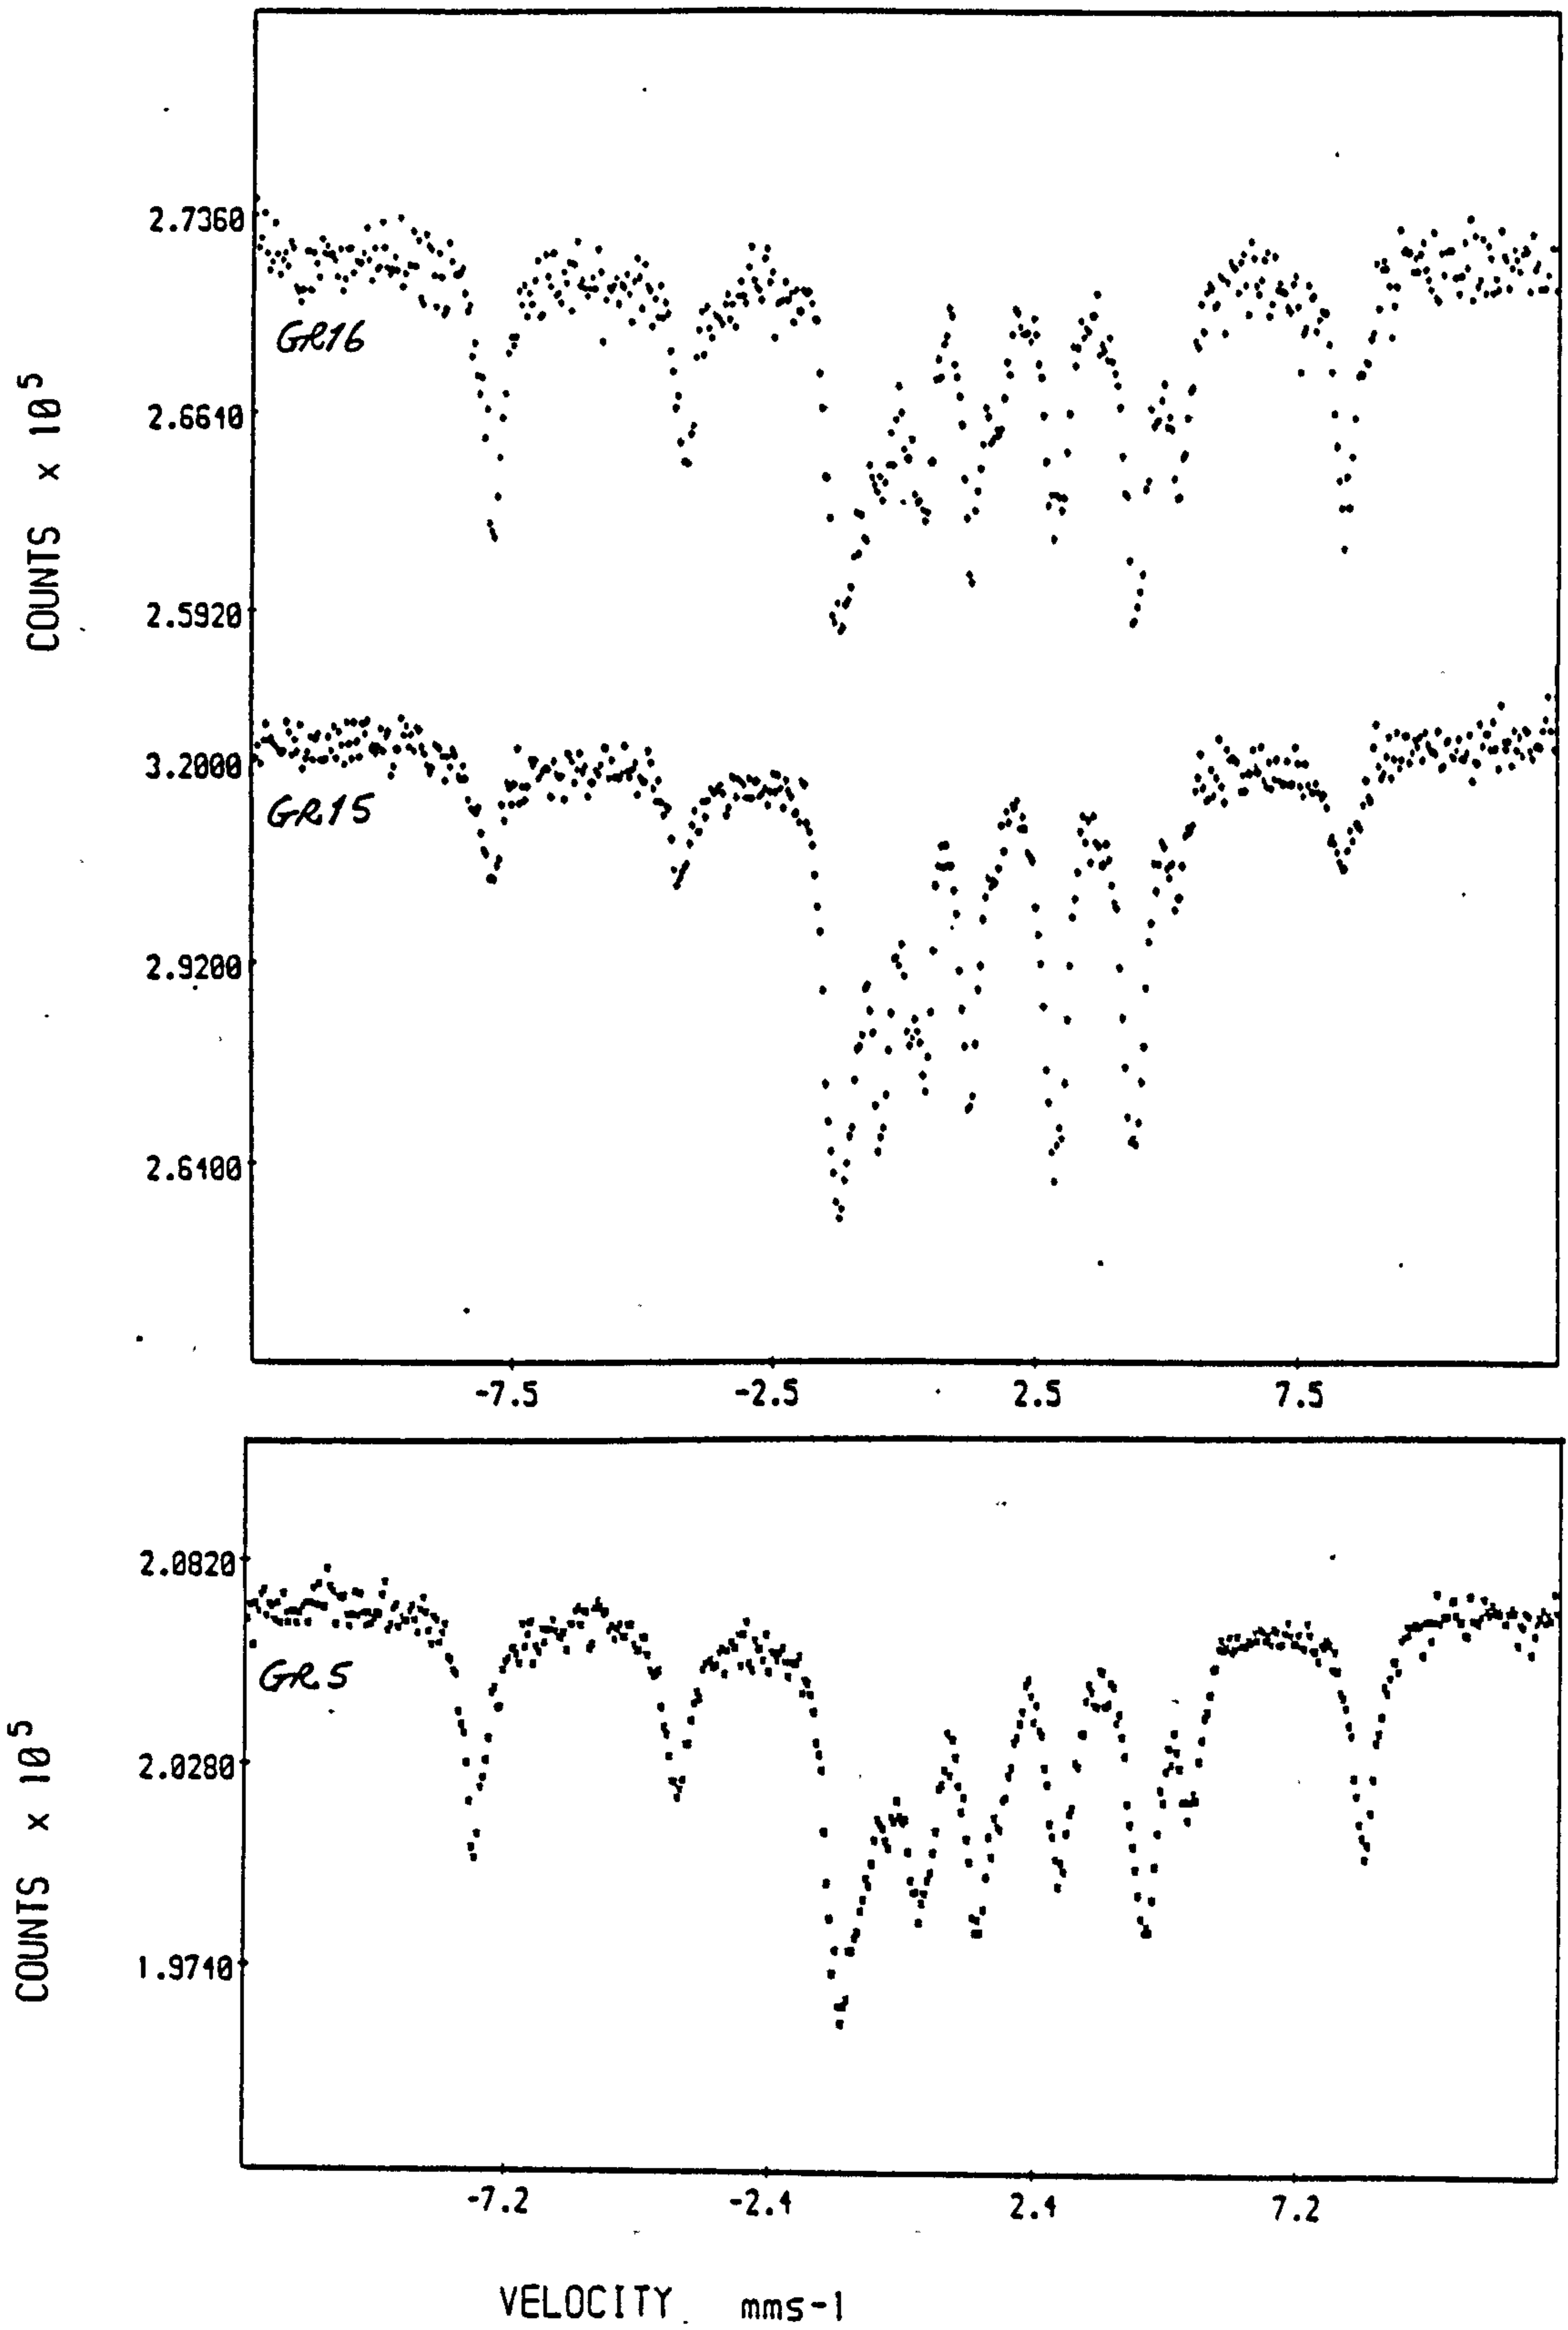 COUNTS × 10⁵
2.7360
GR16
2.6640
2.5920
3.2000
GR15
2.9200
2.6400
-7.5 -2.5 2.5 7.5
COUNTS × 10⁵
2.0820
GR5
2.0280
1.9740
-7.2 -2.4 2.4 7.2
VELOCITY mms-1